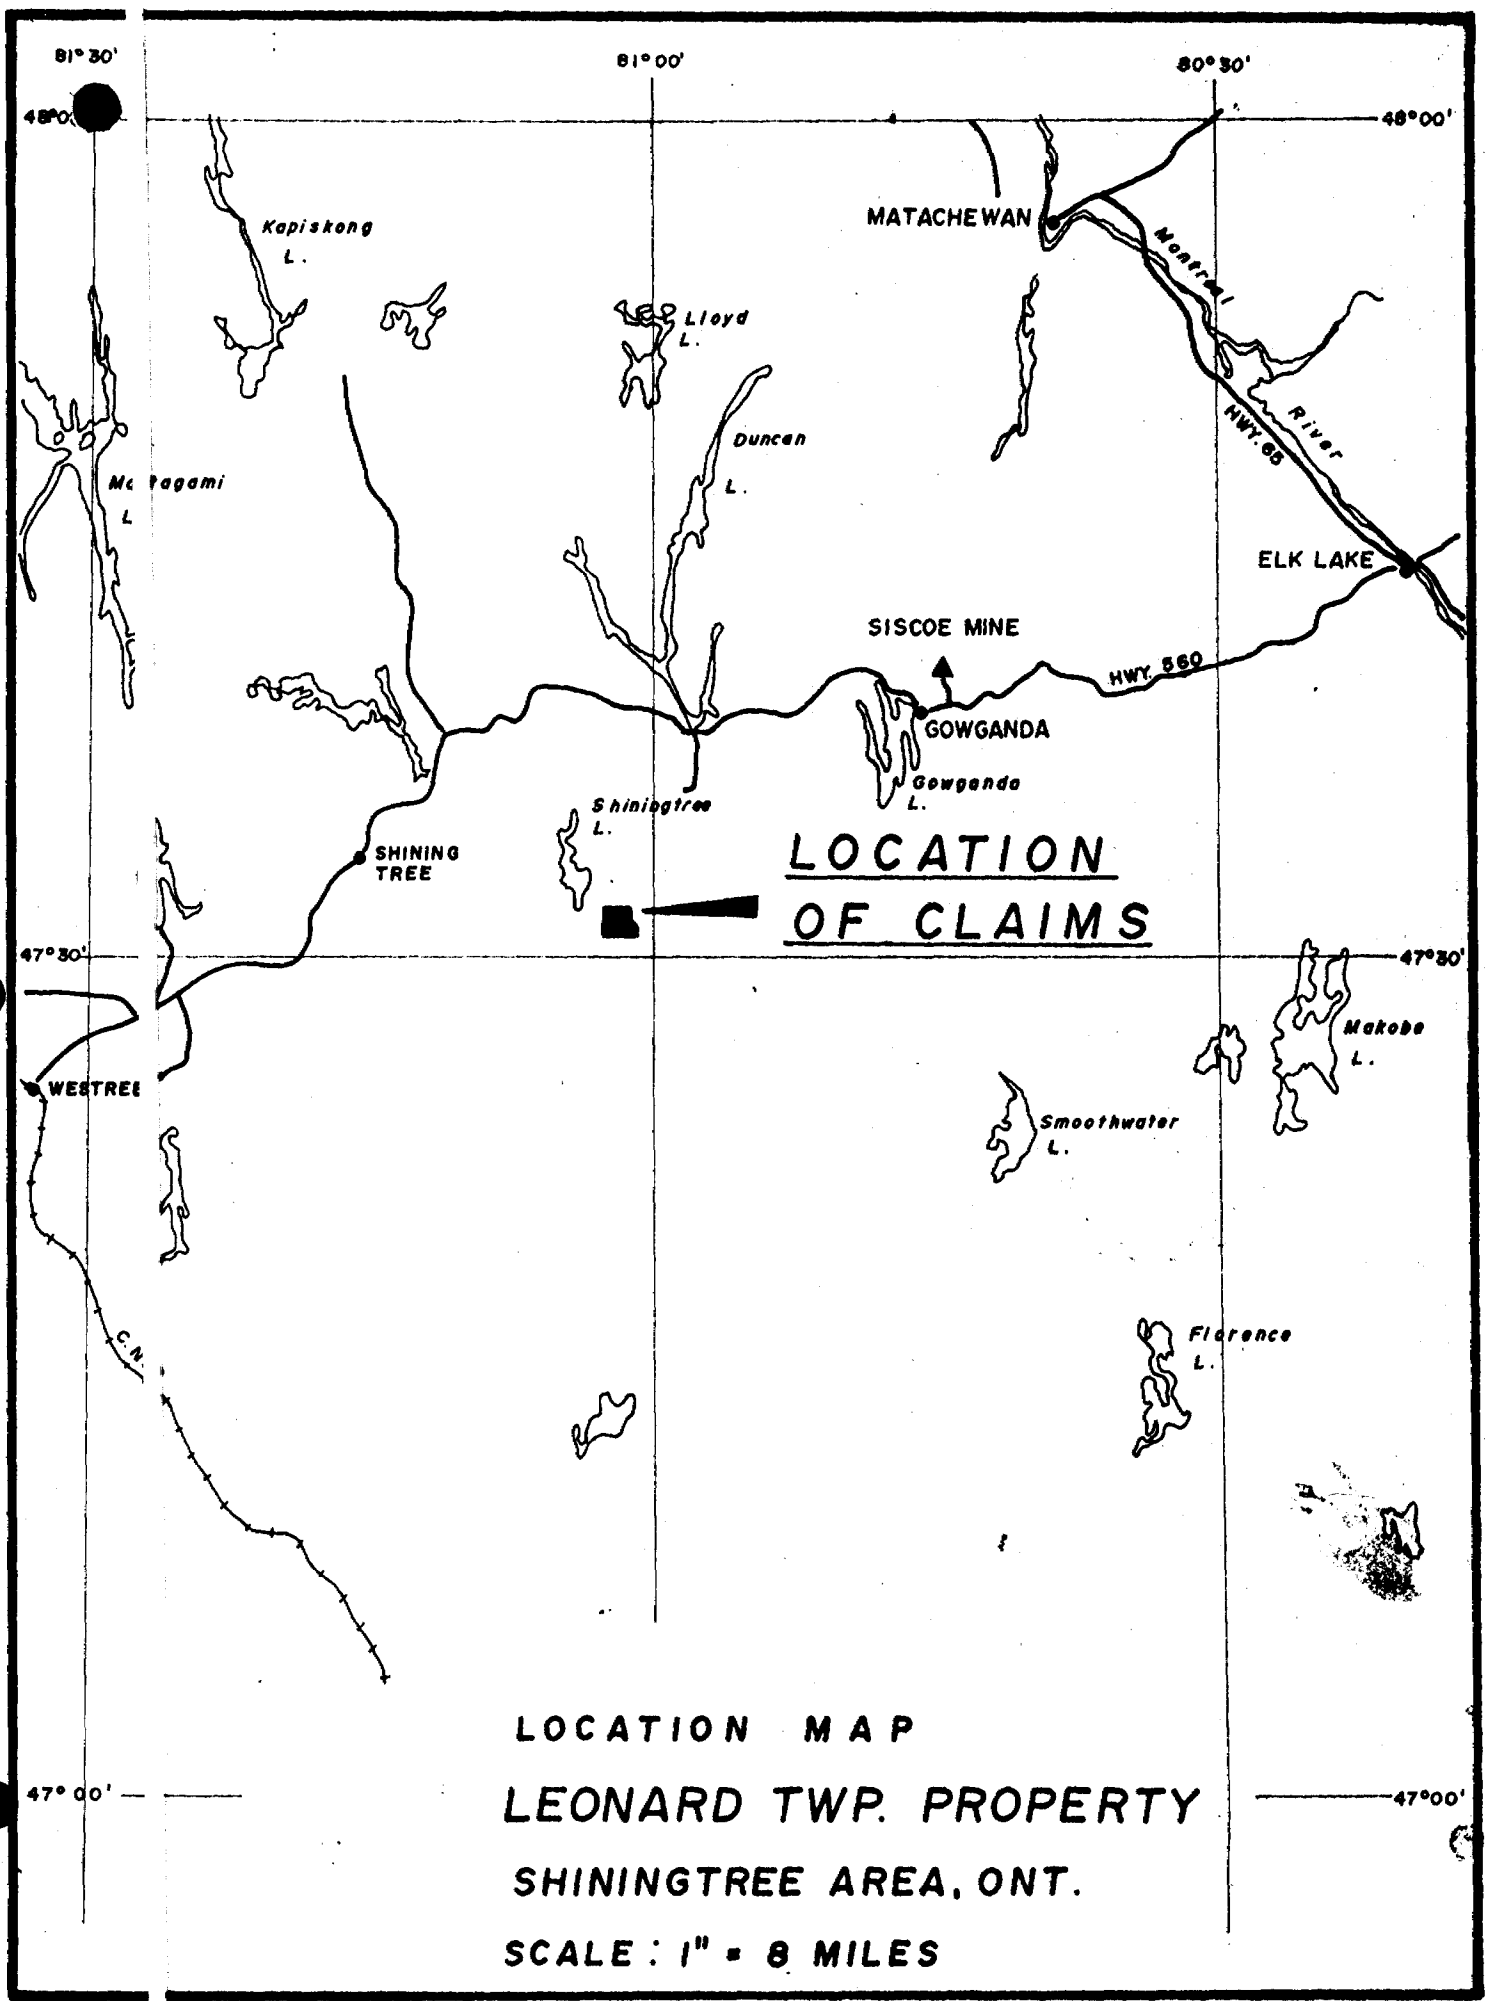 81°30'
81°00'
80°30'
48°00'
MATACHEWAN
Kapiskong
L.
Montreal
Lloyd
L.
River
HWY. 65
Duncan
L.
L
ELK LAKE
SISCOE MINE
HWY. 560
GOWGANDA
Gowganda
L.
Shiningtree
L.
SHINING
TREE
LOCATION
OF CLAIMS
47°30'
47°30'
Makobe
L.
WESTREE
Smoothwater
L.
C.N.
Florence
L.
LOCATION MAP
LEONARD TWP. PROPERTY
47°00'
47°00'
SHININGTREE AREA, ONT.
SCALE: 1" = 8 MILES